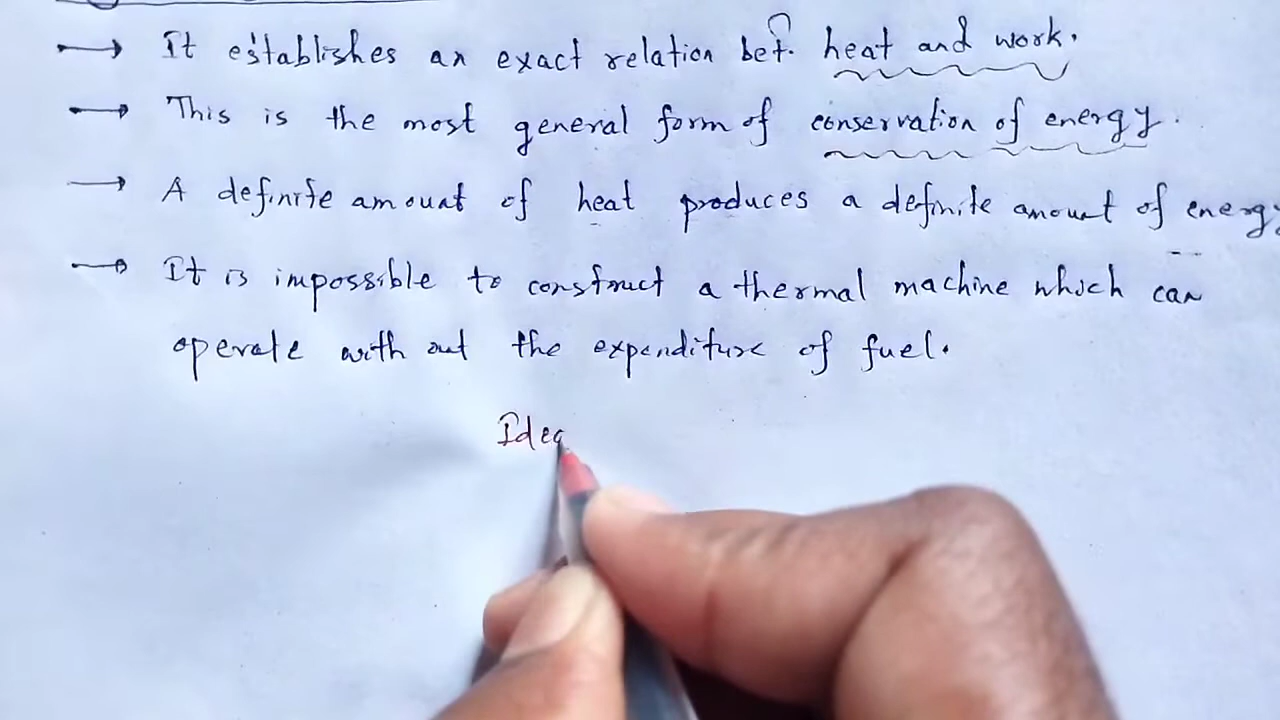 → It establishes an exact relation bet. heat and work.
→ This is the most general form of conservation of energy.
→ A definite amount of heat produces a definite amount of energy
→ It is impossible to construct a thermal machine which can
operate with out the expenditure of fuel.
Idea